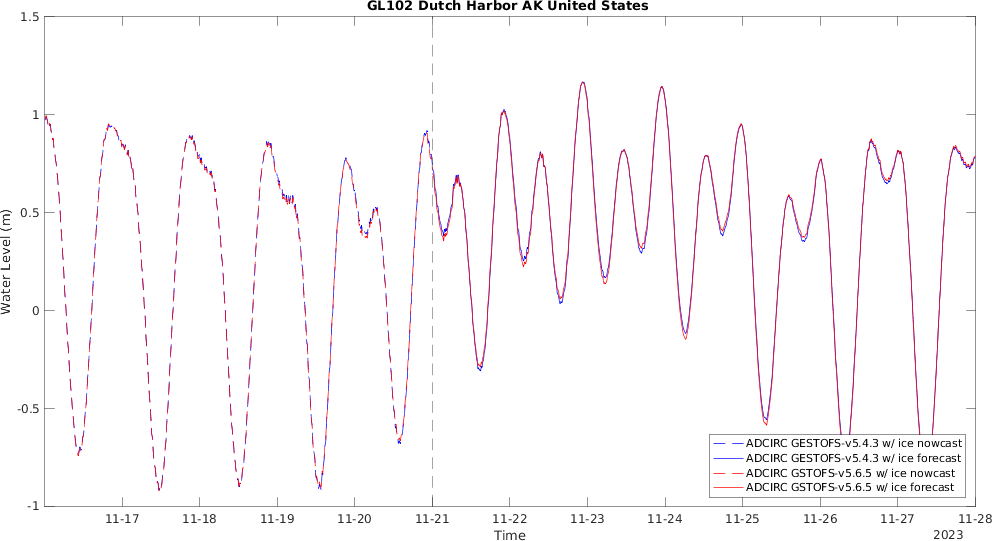 GL102 Dutch Harbor AK United States
1.5
1
0.5
0
-0.5
-1
Water Level (m)
11-17 11-18 11-19 11-20 11-21 11-22 11-23 11-24 11-25 11-26 11-27 11-28
Time
2023
ADCIRC GESTOFS-v5.4.3 w/ ice nowcast
ADCIRC GESTOFS-v5.4.3 w/ ice forecast
ADCIRC GSTOFS-v5.6.5 w/ ice nowcast
ADCIRC GSTOFS-v5.6.5 w/ ice forecast